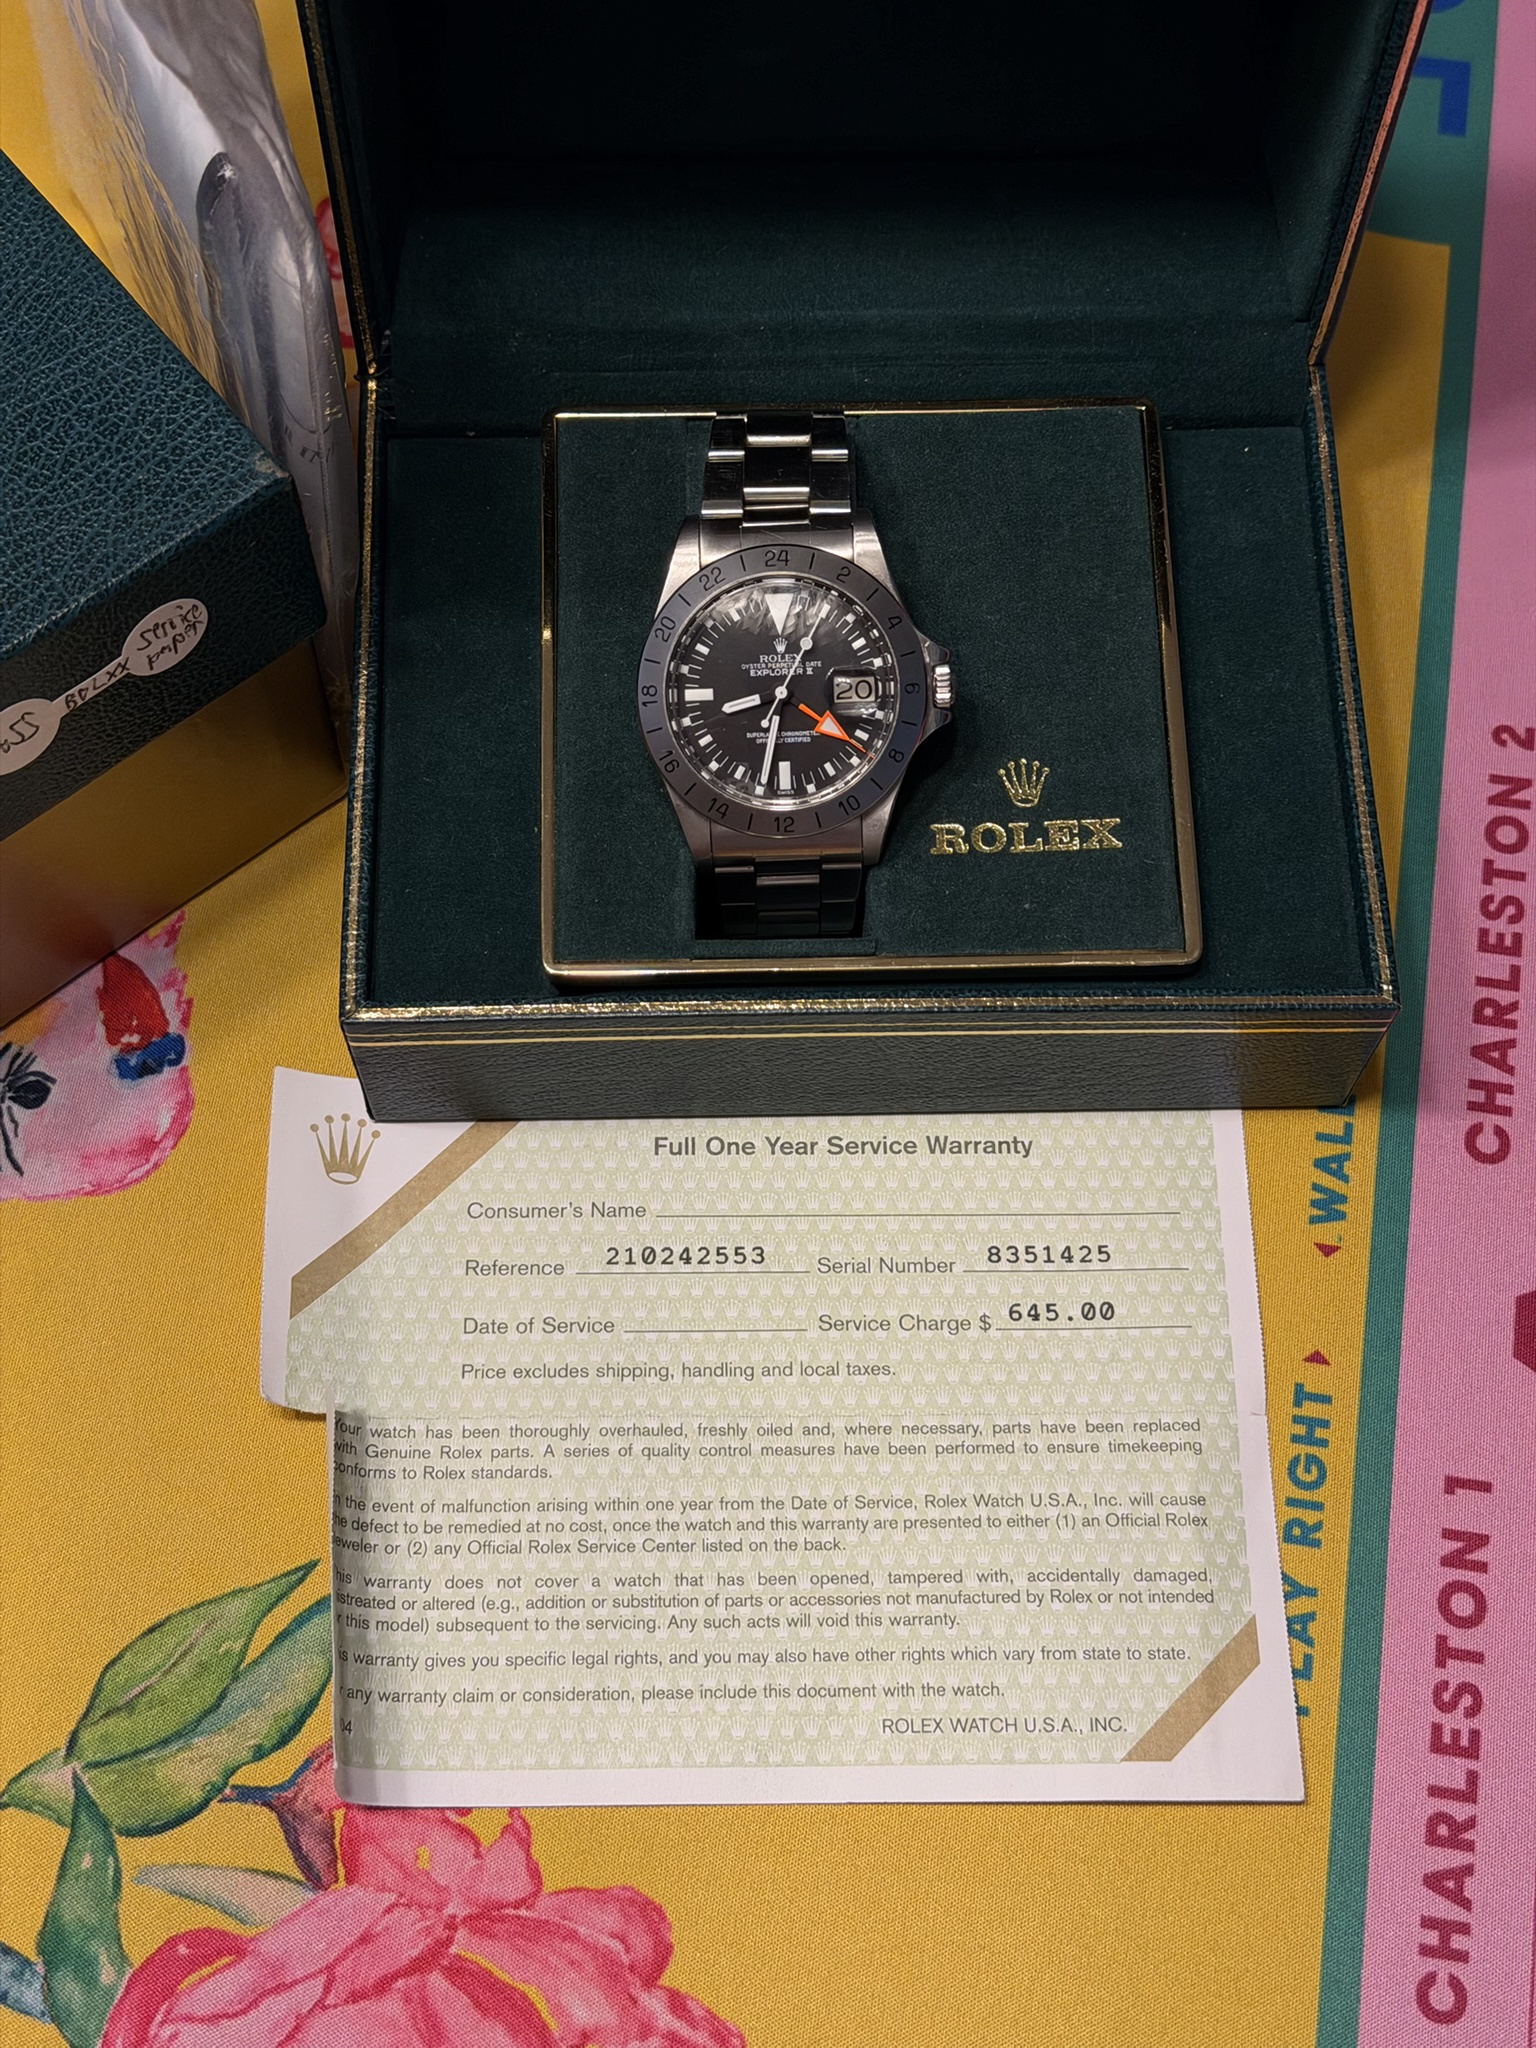 24
2
4
6
8
10
12
14
16
18
20
22
ROLEX
OYSTER PERPETUAL DATE
EXPLORER II
20
OFFICIALLY CERTIFIED
SWISS
ROLEX
Service
Papers
Full One Year Service Warranty
Consumer's Name
Reference 210242553 Serial Number 8351425
Date of Service Service Charge $ 645.00
Price excludes shipping, handling and local taxes.
Your watch has been thoroughly overhauled, freshly oiled and, where necessary, parts have been replaced
with Genuine Rolex parts. A series of quality control measures have been performed to ensure timekeeping
conforms to Rolex standards.
n the event of malfunction arising within one year from the Date of Service, Rolex Watch U.S.A., Inc. will cause
he defect to be remedied at no cost, once the watch and this warranty are presented to either (1) an Official Rolex
eweler or (2) any Official Rolex Service Center listed on the back.
his warranty does not cover a watch that has been opened, tampered with, accidentally damaged,
istreated or altered (e.g., addition or substitution of parts or accessories not manufactured by Rolex or not intended
r this model) subsequent to the servicing. Any such acts will void this warranty.
is warranty gives you specific legal rights, and you may also have other rights which vary from state to state.
r any warranty claim or consideration, please include this document with the watch.
04 ROLEX WATCH U.S.A., INC.
WALL
PLAY RIGHT
CHARLESTON 2
CHARLESTON 1